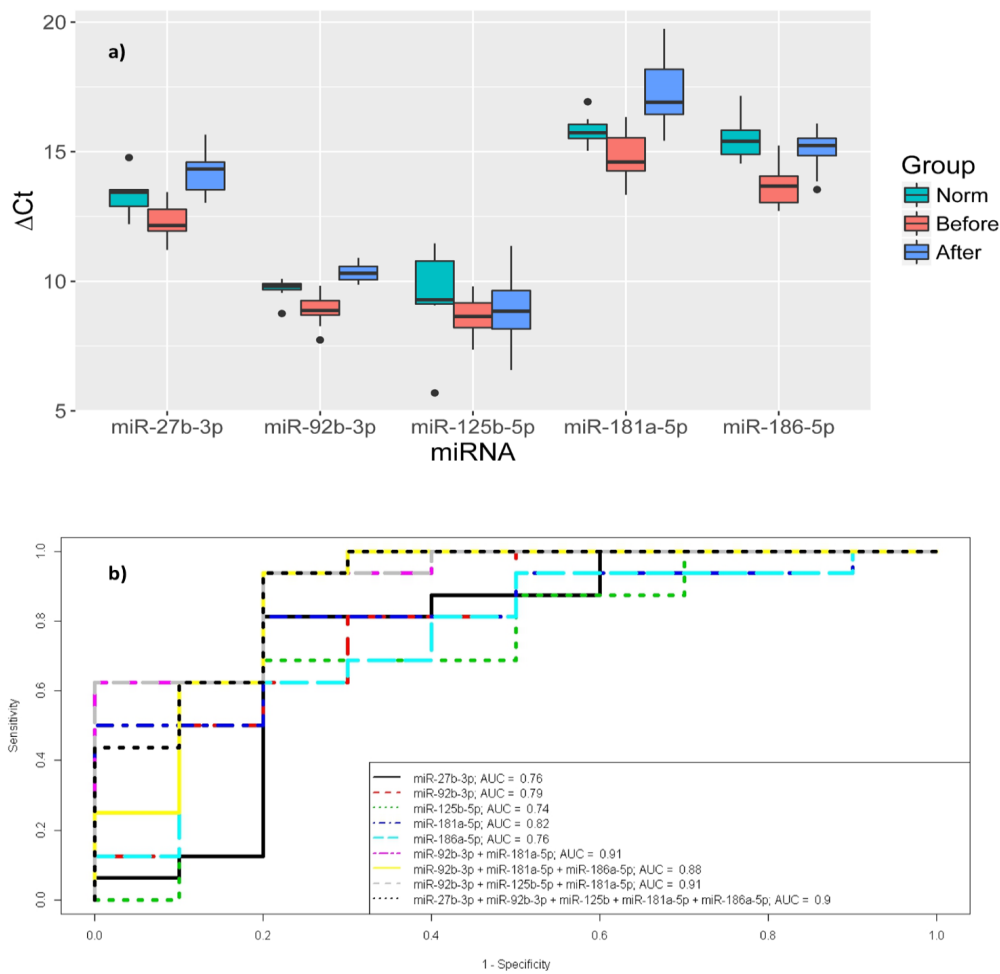 a)
20
15
10
5
ΔCt
miR-27b-3p
miR-92b-3p
miR-125b-5p
miR-181a-5p
miR-186-5p
miRNA
Group
Norm
Before
After
b)
1.0
0.8
0.6
0.4
0.2
0.0
Sensitivity
miR-27b-3p; AUC = 0.76
miR-92b-3p; AUC = 0.79
miR-125b-5p; AUC = 0.74
miR-181a-5p; AUC = 0.82
miR-186a-5p; AUC = 0.76
miR-92b-3p + miR-181a-5p; AUC = 0.91
miR-92b-3p + miR-181a-5p + miR-186a-5p; AUC = 0.88
miR-92b-3p + miR-125b-5p + miR-181a-5p; AUC = 0.91
miR-27b-3p + miR-92b-3p + miR-125b + miR-181a-5p + miR-186a-5p; AUC = 0.9
0.0
0.2
0.4
0.6
0.8
1.0
1 - Specificity